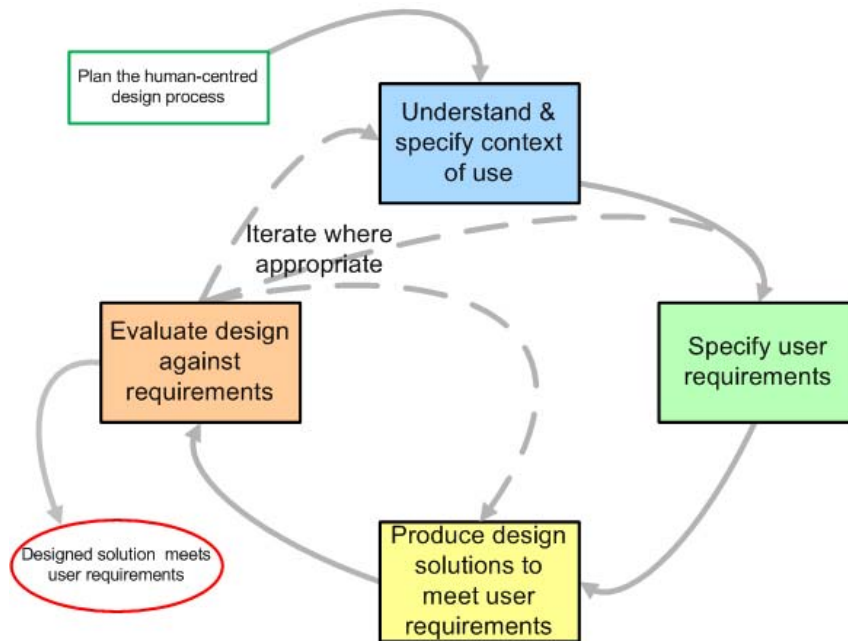 Plan the human-centred
design process
Understand &
specify context
of use
Iterate where
appropriate
Evaluate design
against
requirements
Specify user
requirements
Designed solution meets
user requirements
Produce design
solutions to
meet user
requirements